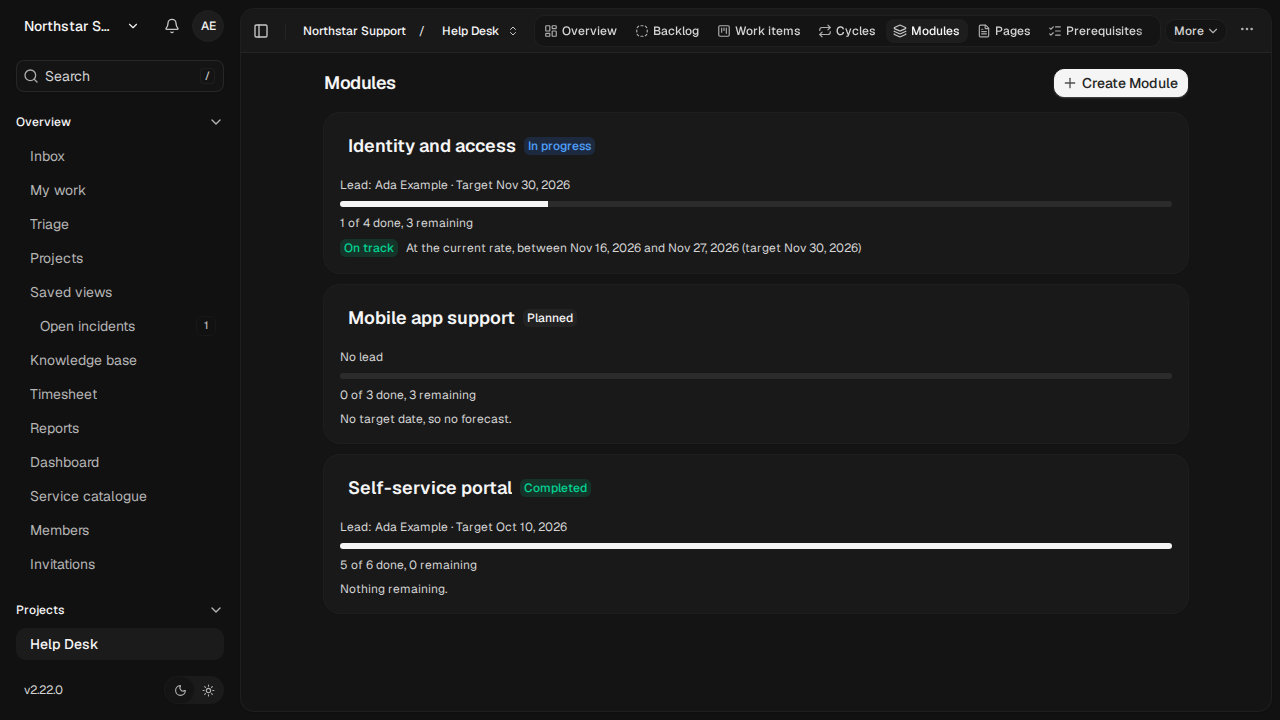 Northstar S...
AE
Search
/
Overview
Inbox
My work
Triage
Projects
Saved views
Open incidents
1
Knowledge base
Timesheet
Reports
Dashboard
Service catalogue
Members
Invitations
Projects
Help Desk
v2.22.0
Northstar Support / Help Desk
Overview
Backlog
Work items
Cycles
Modules
Pages
Prerequisites
More
Modules
Create Module
Identity and access In progress
Lead: Ada Example · Target Nov 30, 2026
1 of 4 done, 3 remaining
On track At the current rate, between Nov 16, 2026 and Nov 27, 2026 (target Nov 30, 2026)
Mobile app support Planned
No lead
0 of 3 done, 3 remaining
No target date, so no forecast.
Self-service portal Completed
Lead: Ada Example · Target Oct 10, 2026
5 of 6 done, 0 remaining
Nothing remaining.